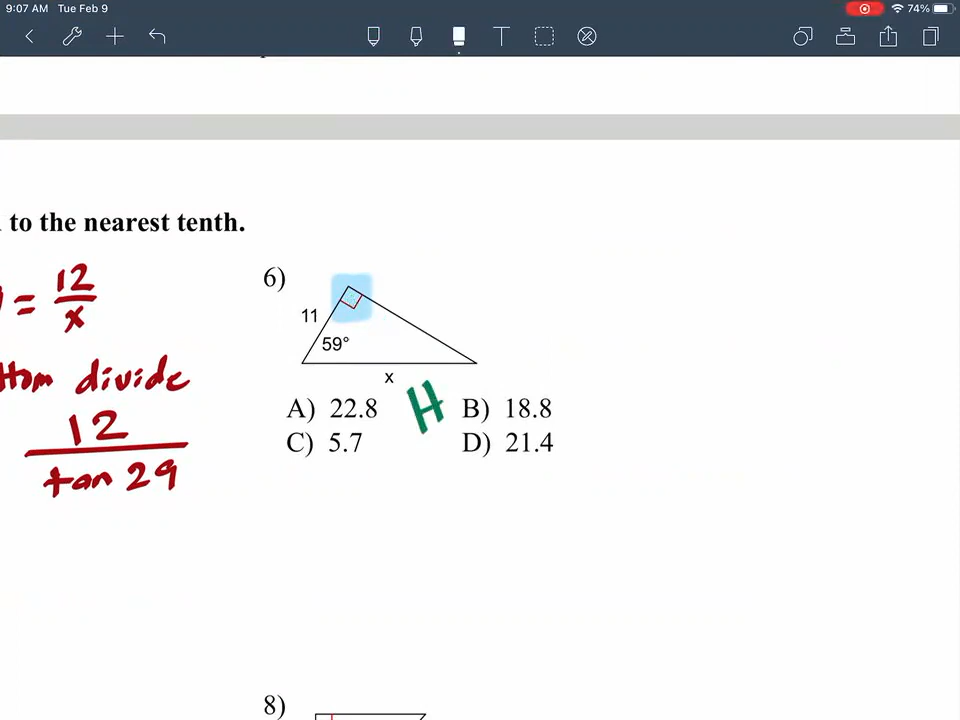 9:07 AM Tue Feb 9
74%
to the nearest tenth.
6)
= 12/x
11
59°
x
divide
A) 22.8 H B) 18.8
12
C) 5.7 D) 21.4
tan 29
8)